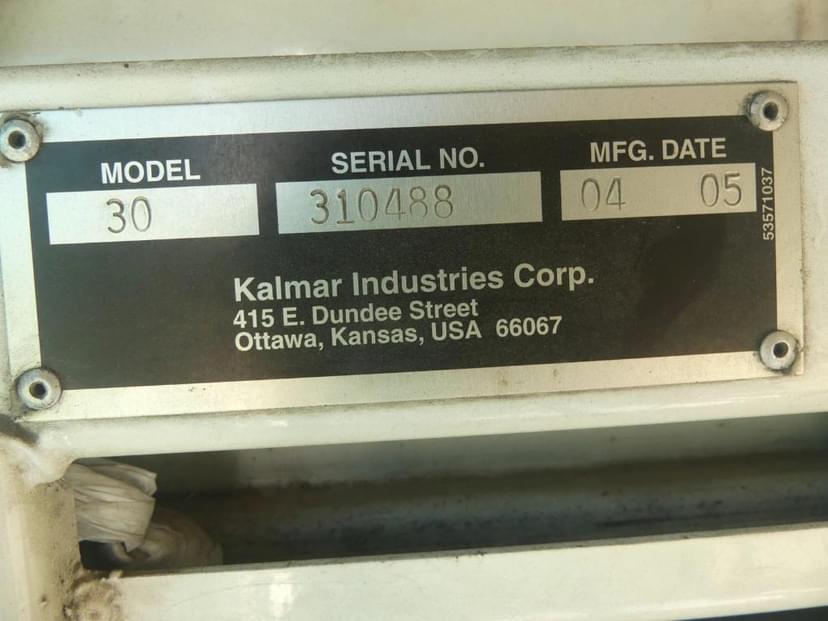 MODEL SERIAL NO. MFG. DATE
30 310488 04 05
53571037
Kalmar Industries Corp.
415 E. Dundee Street
Ottawa, Kansas, USA 66067